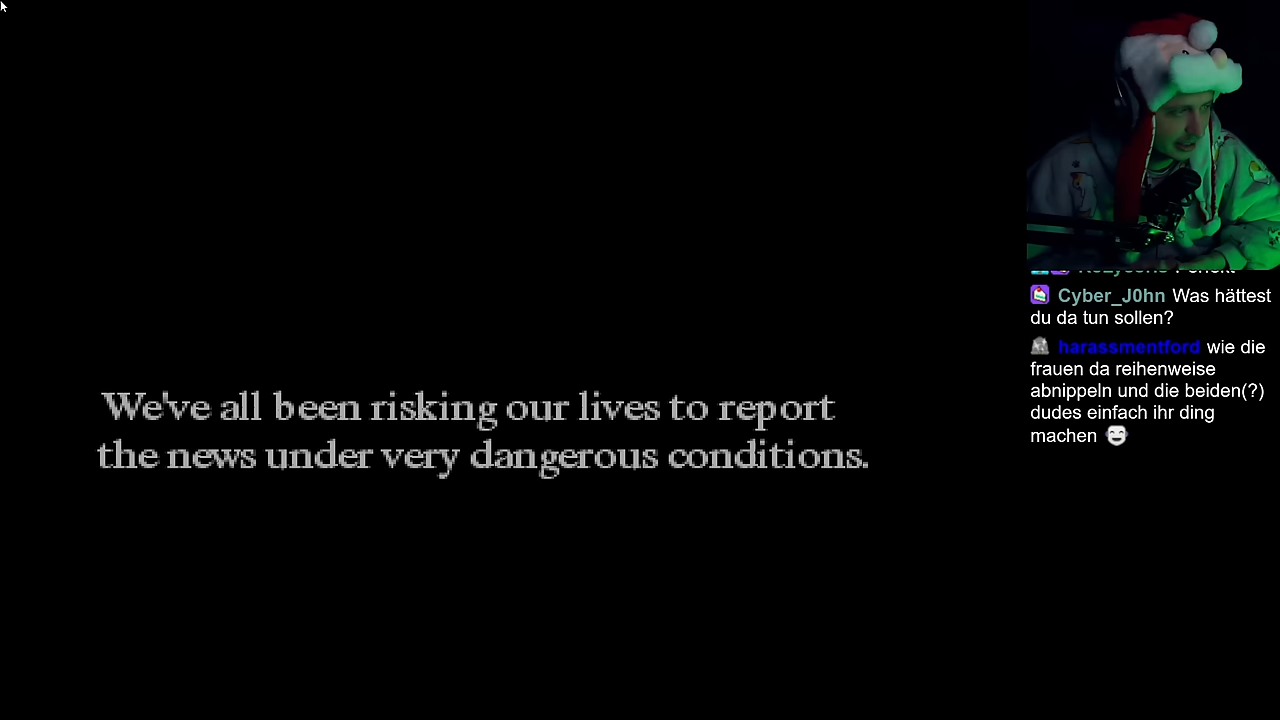 We've all been risking our lives to report
the news under very dangerous conditions.
Cyber_J0hn Was hättest
du da tun sollen?
harassmentford wie die
frauen da reihenweise
abnippeln und die beiden(?)
dudes einfach ihr ding
machen